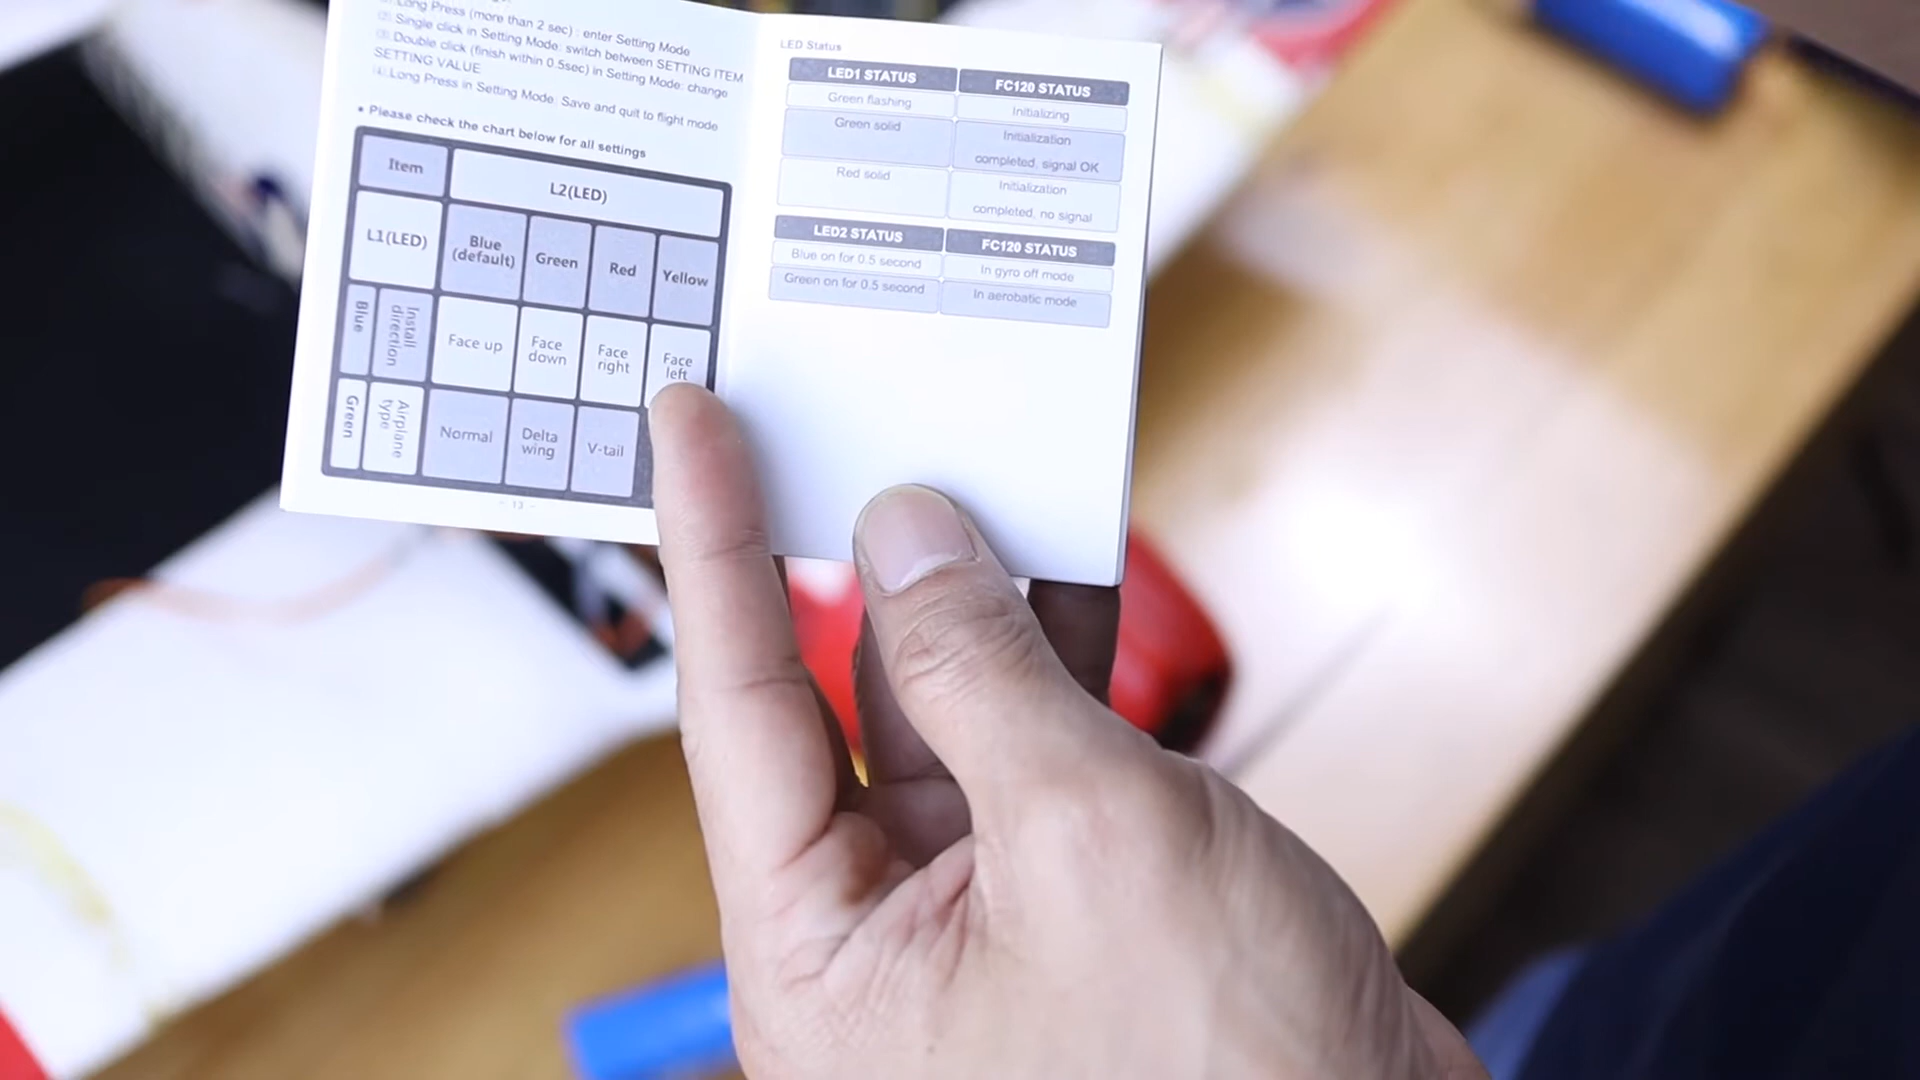 Long Press (more than 2 sec) : enter Setting Mode
(2) Single click in Setting Mode: switch between SETTING ITEM
(3) Double click (finish within 0.5sec) in Setting Mode: change
SETTING VALUE
(4) Long Press in Setting Mode: Save and quit to flight mode
• Please check the chart below for all settings
Item
L2(LED)
L1(LED)
Blue
(default)
Green
Red
Yellow
Blue
Install
direction
Face up
Face
down
Face
right
Face
left
Green
Airplane
type
Normal
Delta
wing
V-tail
- 13 -
LED Status
LED1 STATUS
FC120 STATUS
Green flashing
Initializing
Green solid
Initialization
completed, signal OK
Red solid
Initialization
completed, no signal
LED2 STATUS
FC120 STATUS
Blue on for 0.5 second
In gyro off mode
Green on for 0.5 second
In aerobatic mode